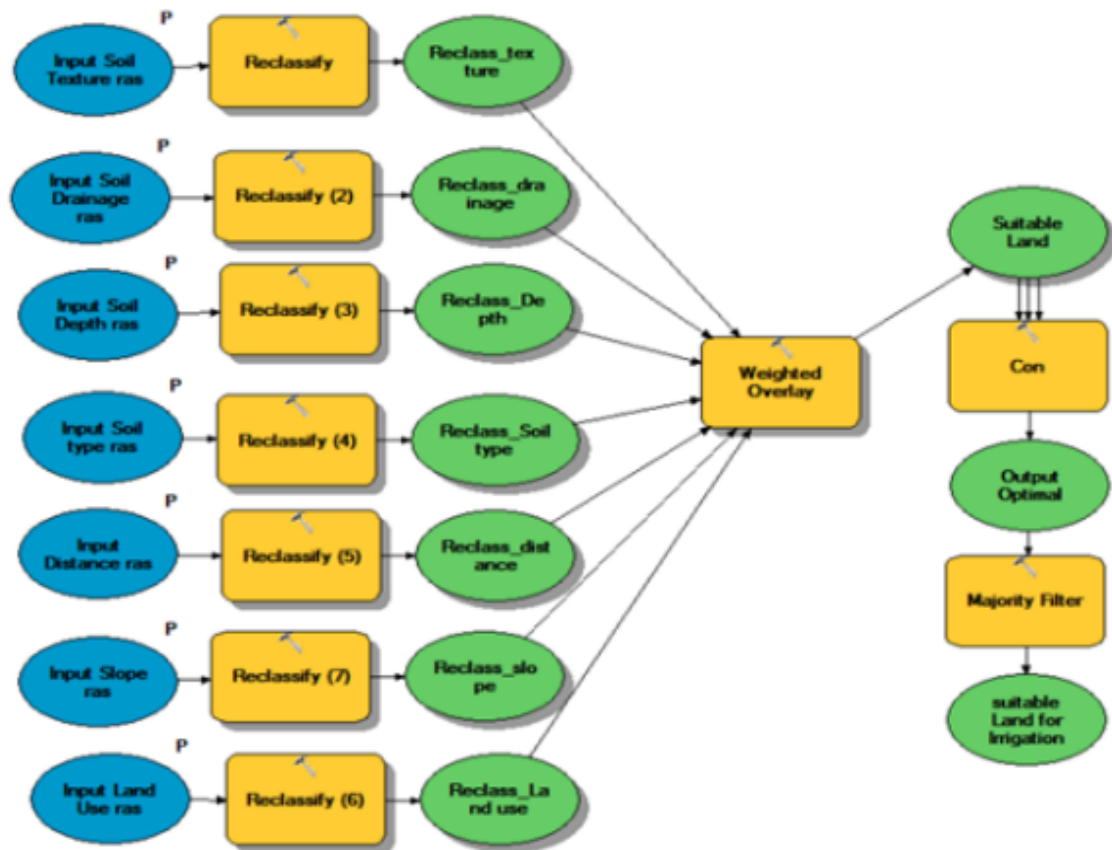 P
Input Soil
Texture ras
Reclassify
Reclass_tex
ture
P
Input Soil
Drainage
ras
Reclassify (2)
Reclass_dra
inage
P
Input Soil
Depth ras
Reclassify (3)
Reclass_De
pth
P
Input Soil
type ras
Reclassify (4)
Reclass_Soil
type
P
Input
Distance ras
Reclassify (5)
Reclass_dist
ance
P
Input Slope
ras
Reclassify (7)
Reclass_slo
pe
P
Input Land
Use ras
Reclassify (6)
Reclass_La
nd use
Weighted
Overlay
Suitable
Land
Con
Output
Optimal
Majority Filter
suitable
Land for
Irrigation